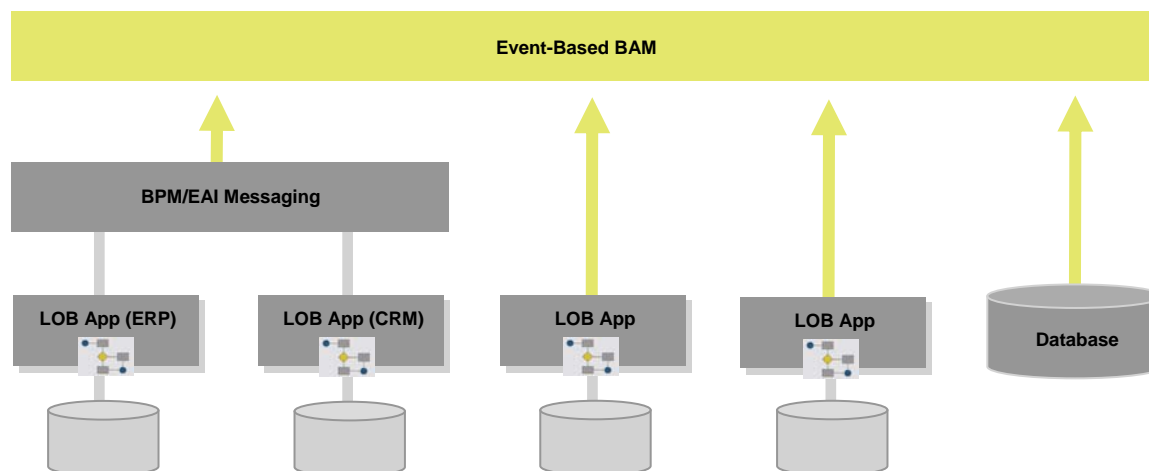 Event-Based BAM
BPM/EAI Messaging
LOB App (ERP)
LOB App (CRM)
LOB App
LOB App
Database